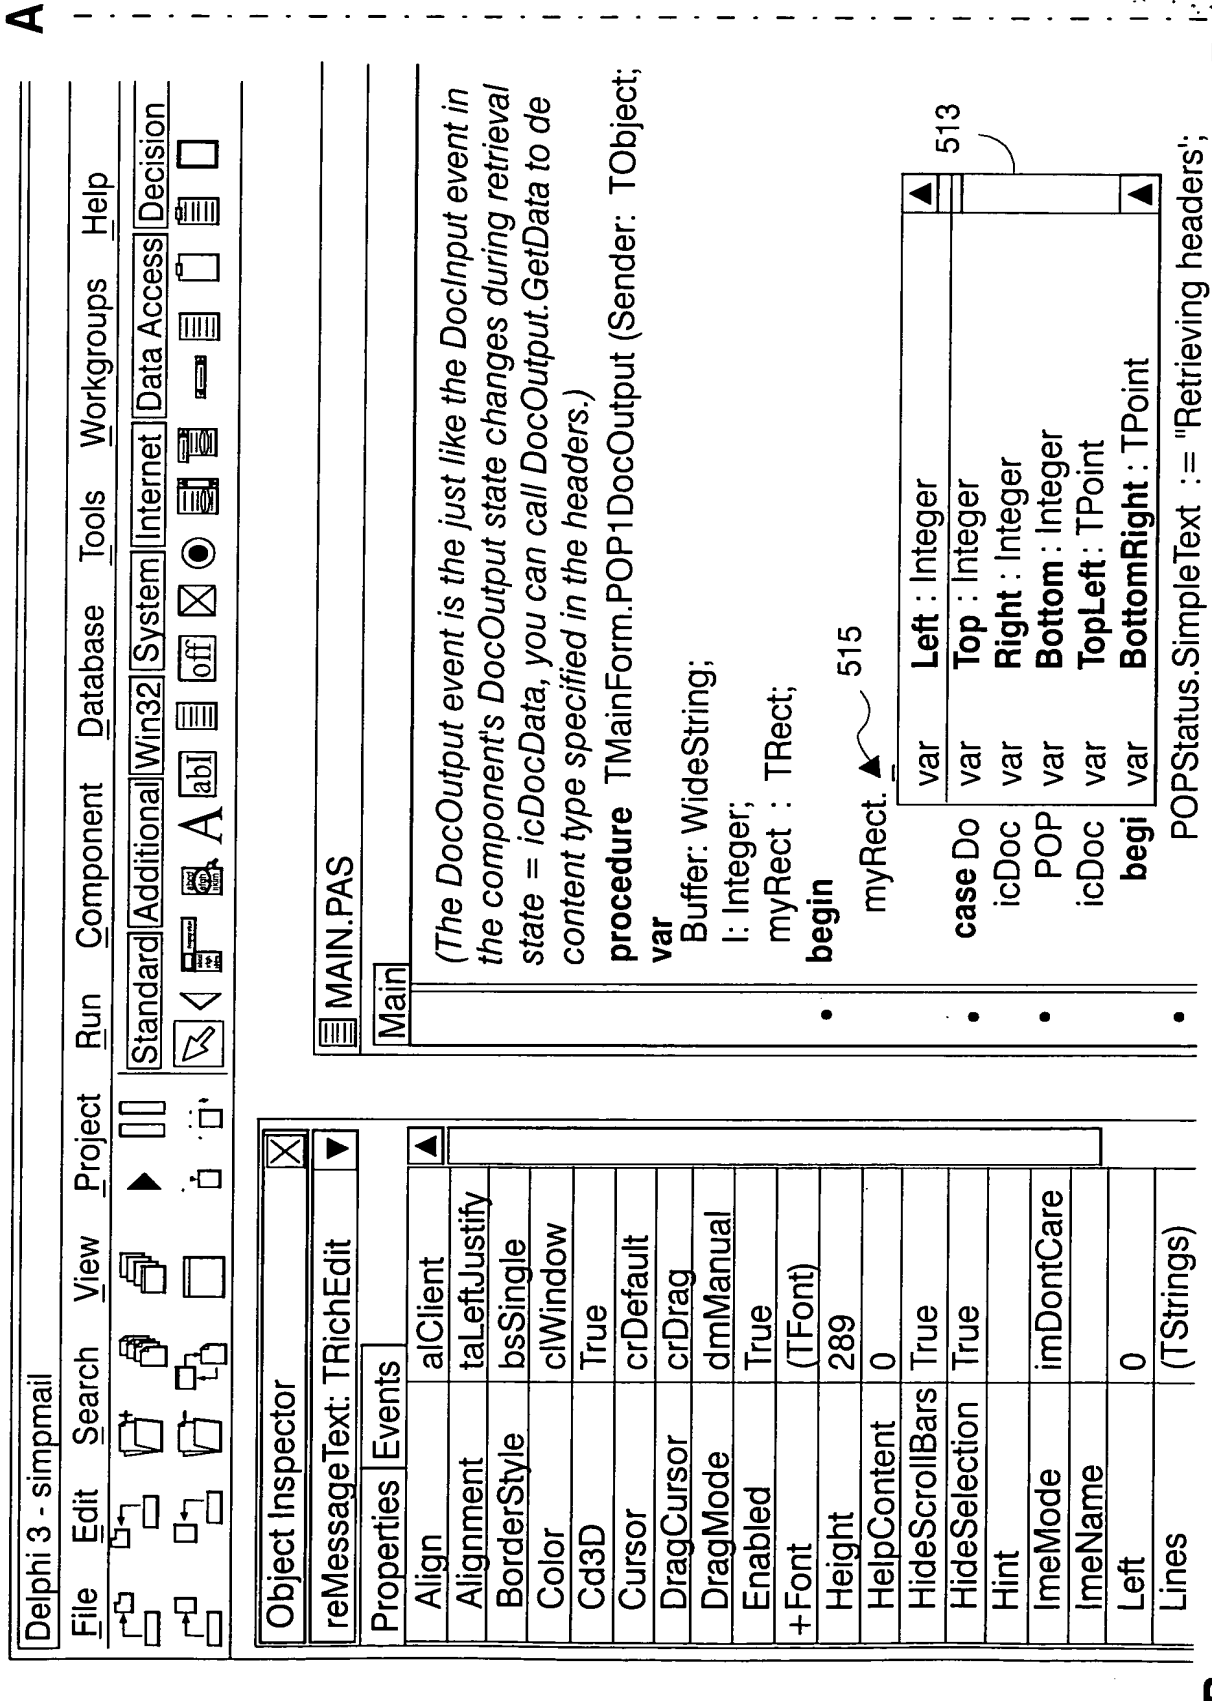 A
Delphi 3 - simpmail
File Edit Search View Project Run Component Database Tools Workgroups Help
Standard Additional Win32 System Internet Data Access Decision
A abI off
Object Inspector
reMessageText: TRichEdit
Properties Events
Align alClient
Alignment taLeftJustify
BorderStyle bsSingle
Color clWindow
Cd3D True
Cursor crDefault
DragCursor crDrag
DragMode dmManual
Enabled True
+Font (TFont)
Height 289
HelpContent 0
HideScrollBars True
HideSelection True
Hint
ImeMode imDontCare
ImeName
Left 0
Lines (TStrings)
MAIN.PAS
Main
(The DocOutput event is the just like the DocInput event in
the component's DocOutput state changes during retrieval
state = icDocData, you can call DocOutput.GetData to de
content type specified in the headers.)
procedure TMainForm.POP1DocOutput (Sender: TObject;
var
Buffer: WideString;
I: Integer;
myRect : TRect;
begin
myRect.
515
var Left : Integer
513
case Do var Top : Integer
icDoc var Right : Integer
POP var Bottom : Integer
icDoc var TopLeft : TPoint
begi var BottomRight : TPoint
POPStatus.SimpleText := "Retrieving headers';